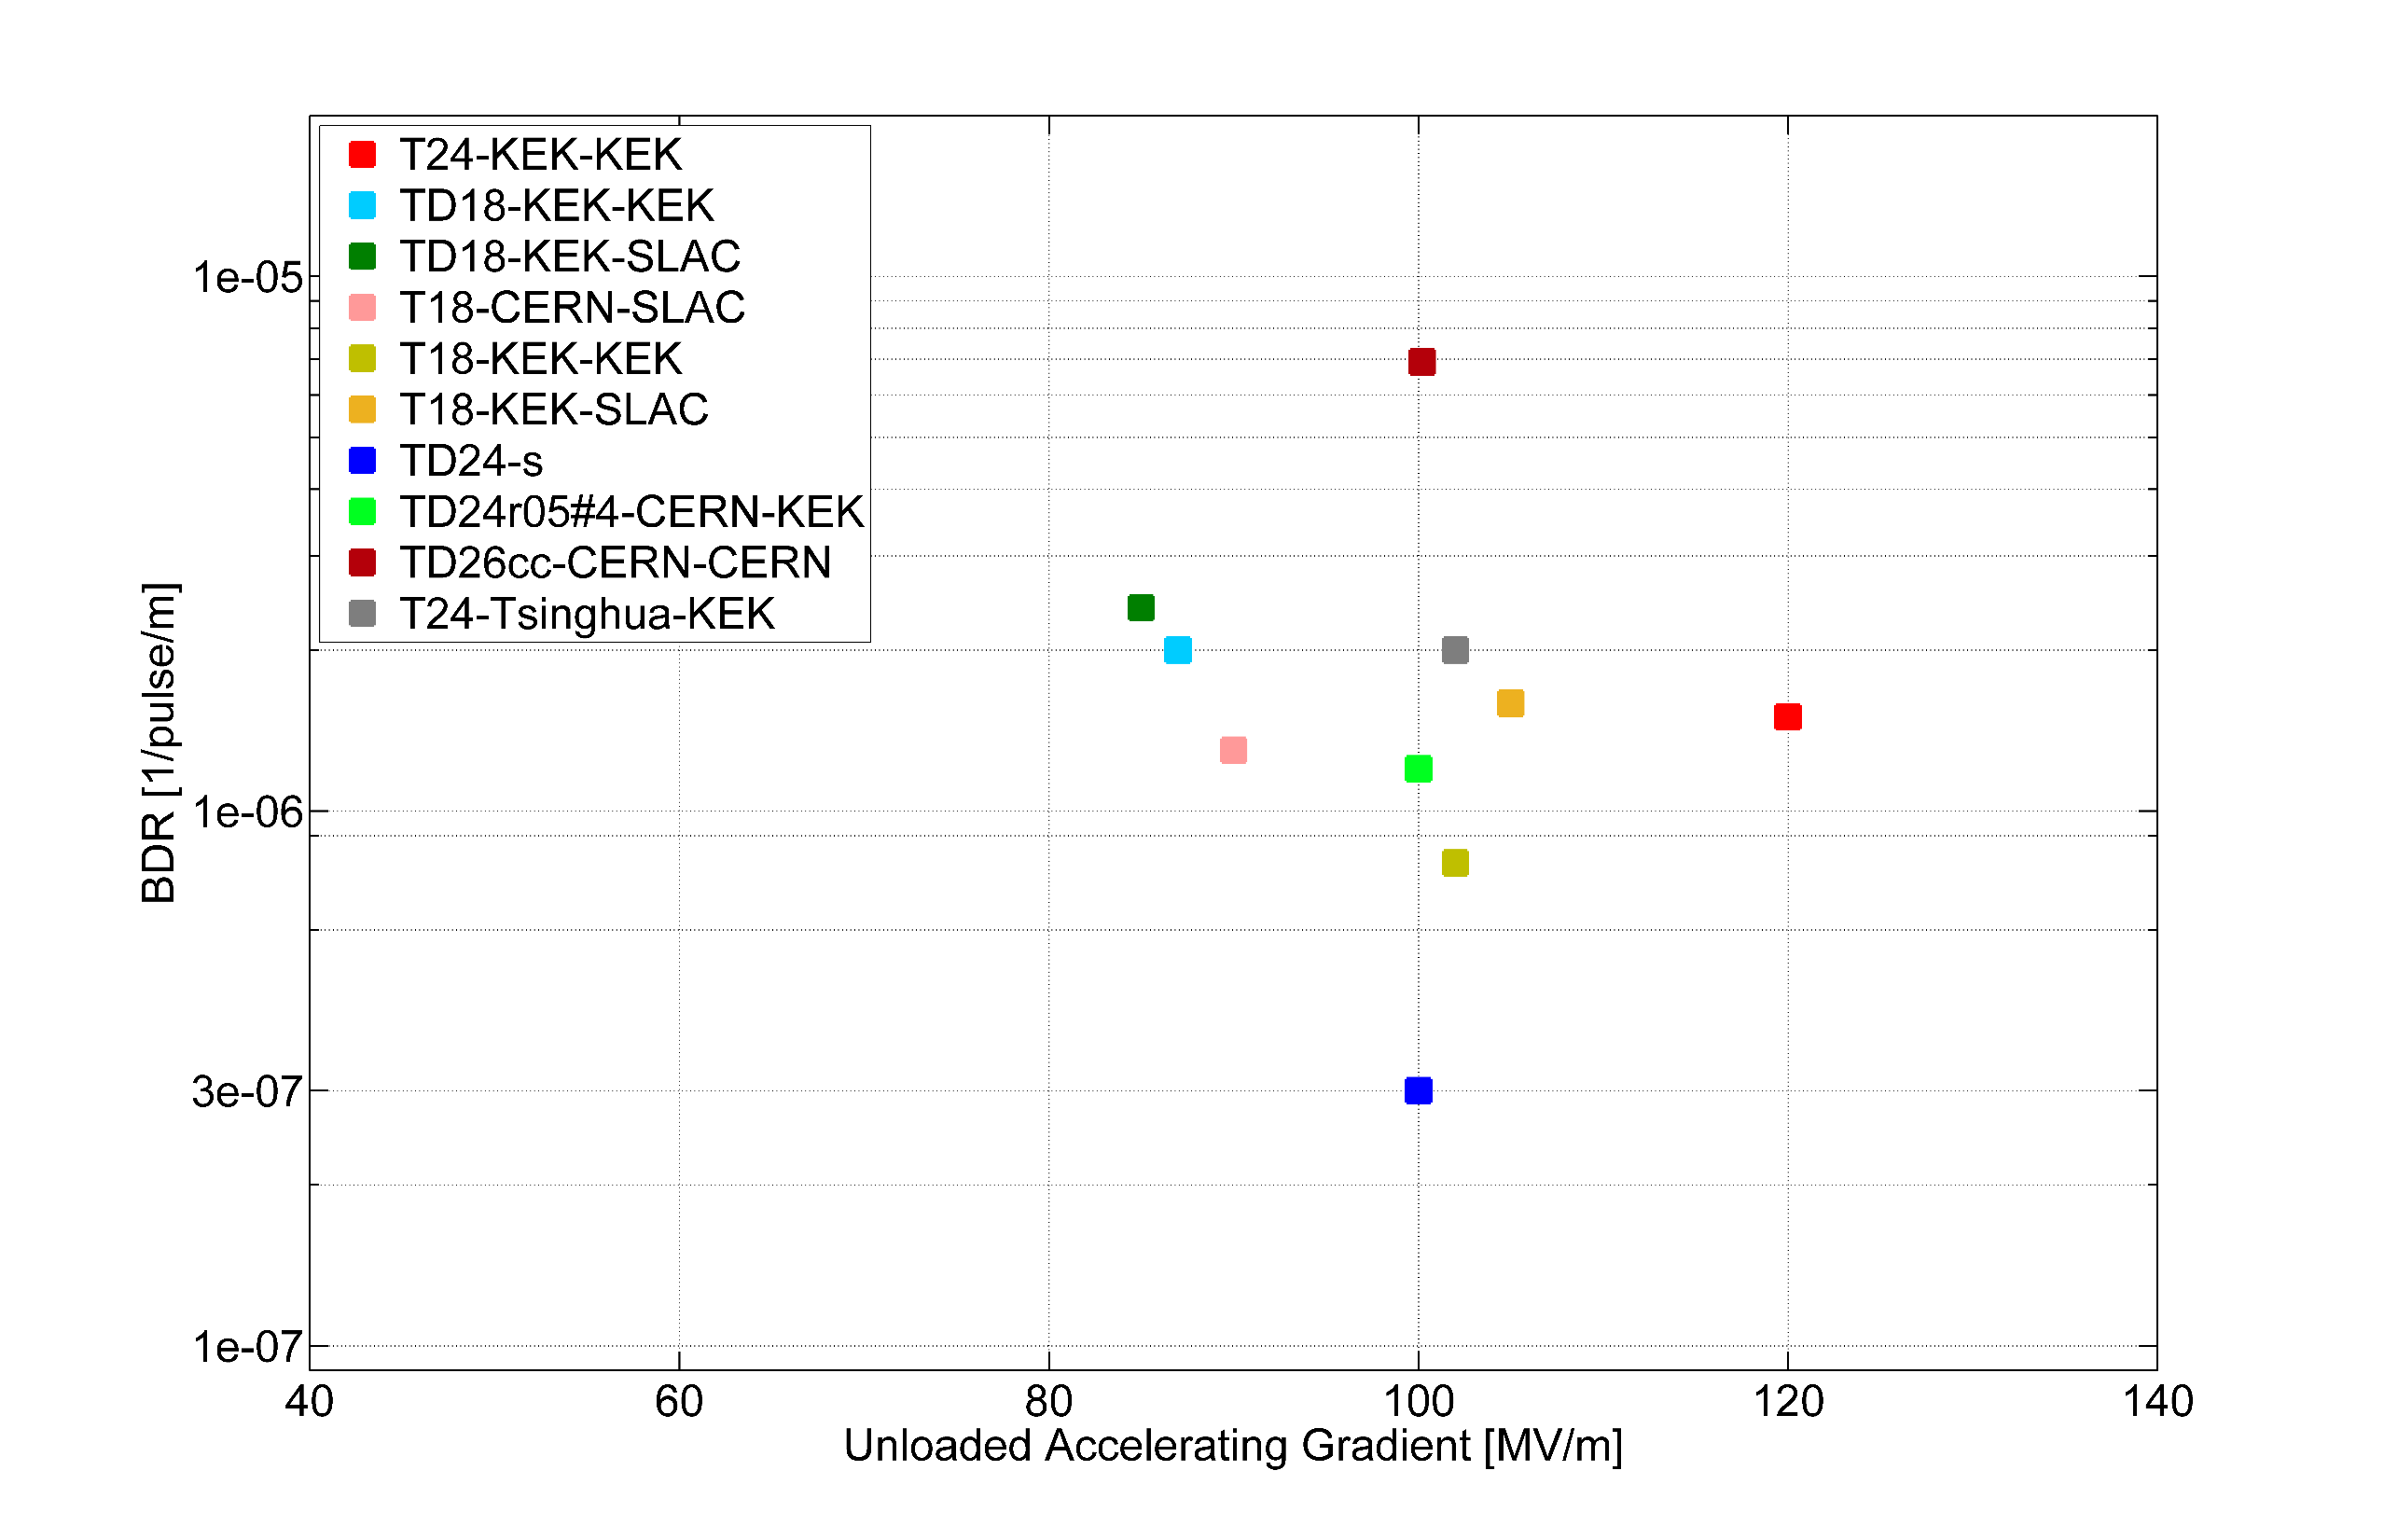 T24-KEK-KEK
TD18-KEK-KEK
TD18-KEK-SLAC
T18-CERN-SLAC
T18-KEK-KEK
T18-KEK-SLAC
TD24-s
TD24r05#4-CERN-KEK
TD26cc-CERN-CERN
T24-Tsinghua-KEK
1e-05
1e-06
3e-07
1e-07
BDR [1/pulse/m]
40 60 80 100 120 140
Unloaded Accelerating Gradient [MV/m]